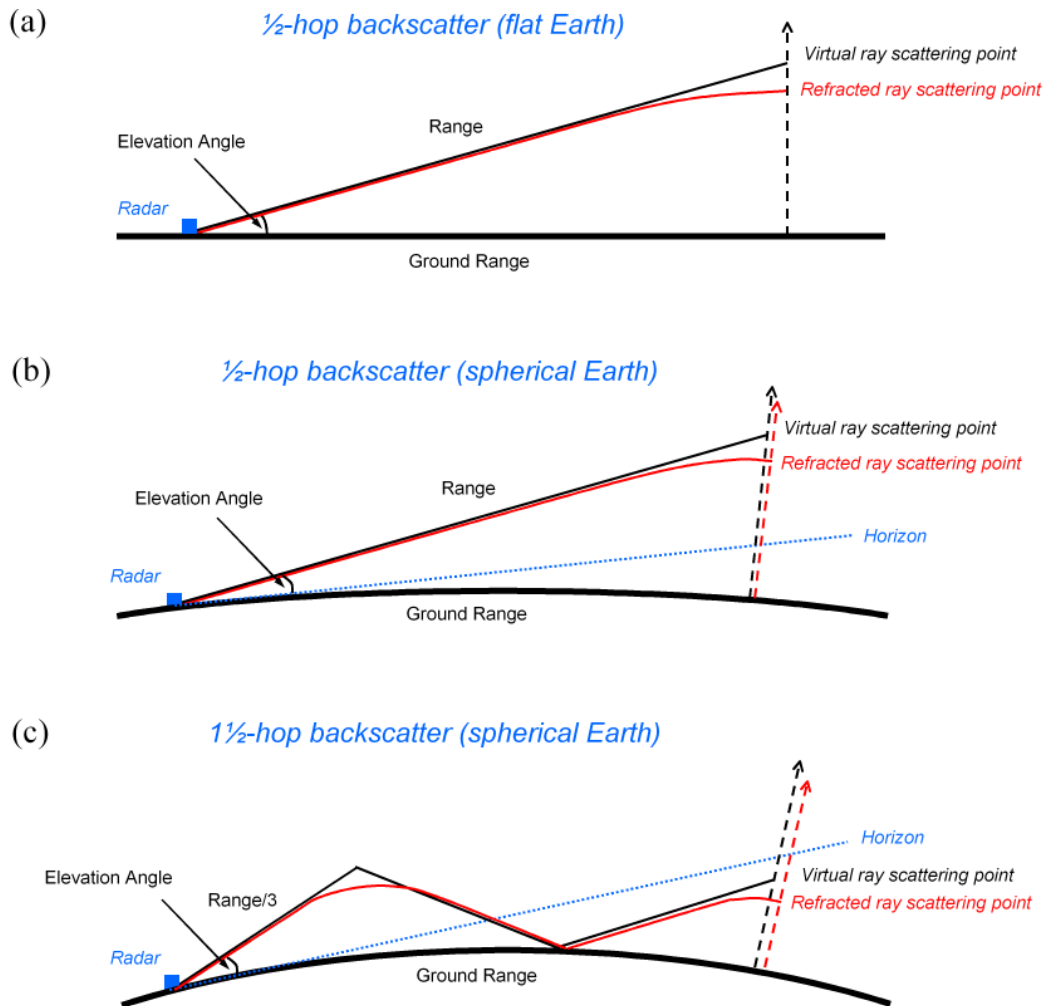 (a)
½-hop backscatter (flat Earth)
Virtual ray scattering point
Refracted ray scattering point
Range
Elevation Angle
Radar
Ground Range
(b)
½-hop backscatter (spherical Earth)
Virtual ray scattering point
Refracted ray scattering point
Range
Elevation Angle
Horizon
Radar
Ground Range
(c)
1½-hop backscatter (spherical Earth)
Horizon
Elevation Angle
Virtual ray scattering point
Range/3
Refracted ray scattering point
Radar
Ground Range